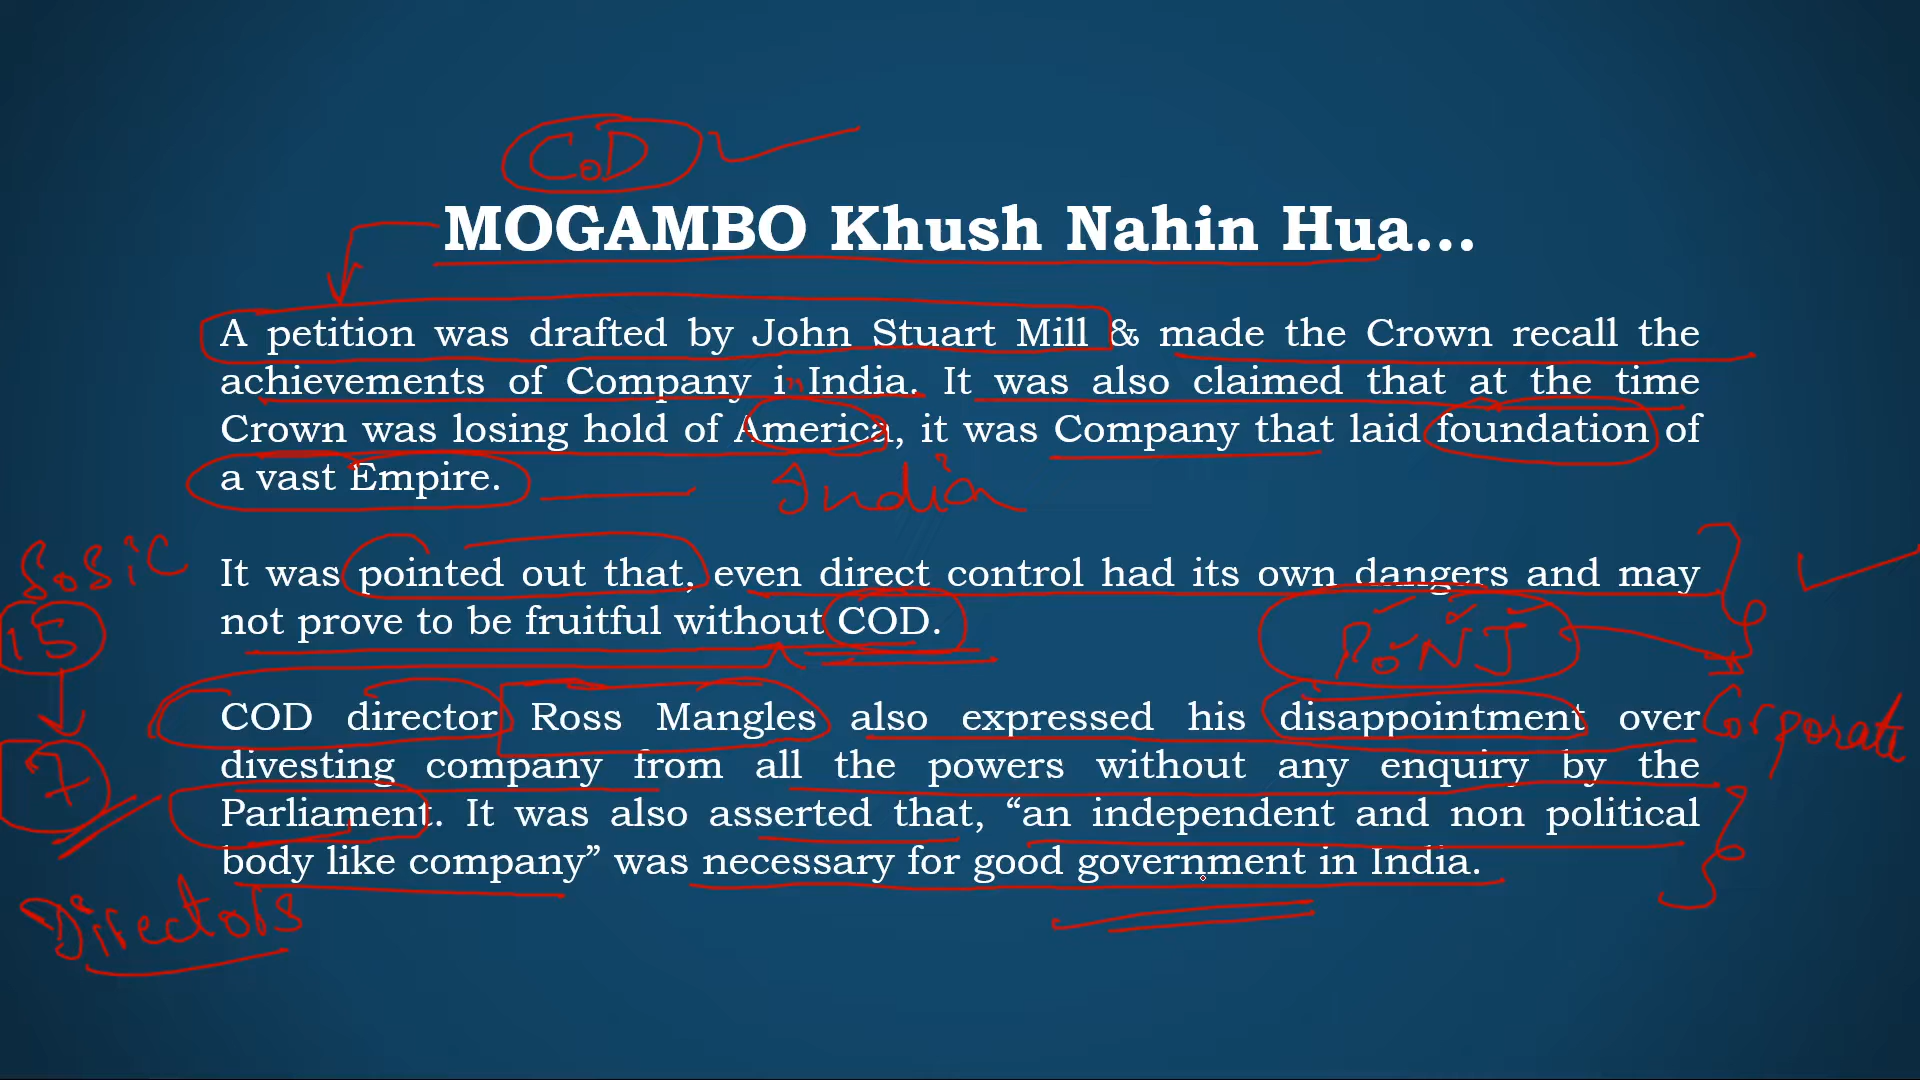 CoD
MOGAMBO Khush Nahin Hua...
A petition was drafted by John Stuart Mill & made the Crown recall the
achievements of Company in India. It was also claimed that at the time
Crown was losing hold of America, it was Company that laid foundation of
a vast Empire.
India
It was pointed out that, even direct control had its own dangers and may
not prove to be fruitful without COD.
15
COD director Ross Mangles also expressed his disappointment over
Corporate
divesting company from all the powers without any enquiry by the
7
Parliament. It was also asserted that, “an independent and non political
body like company” was necessary for good government in India.
Directors